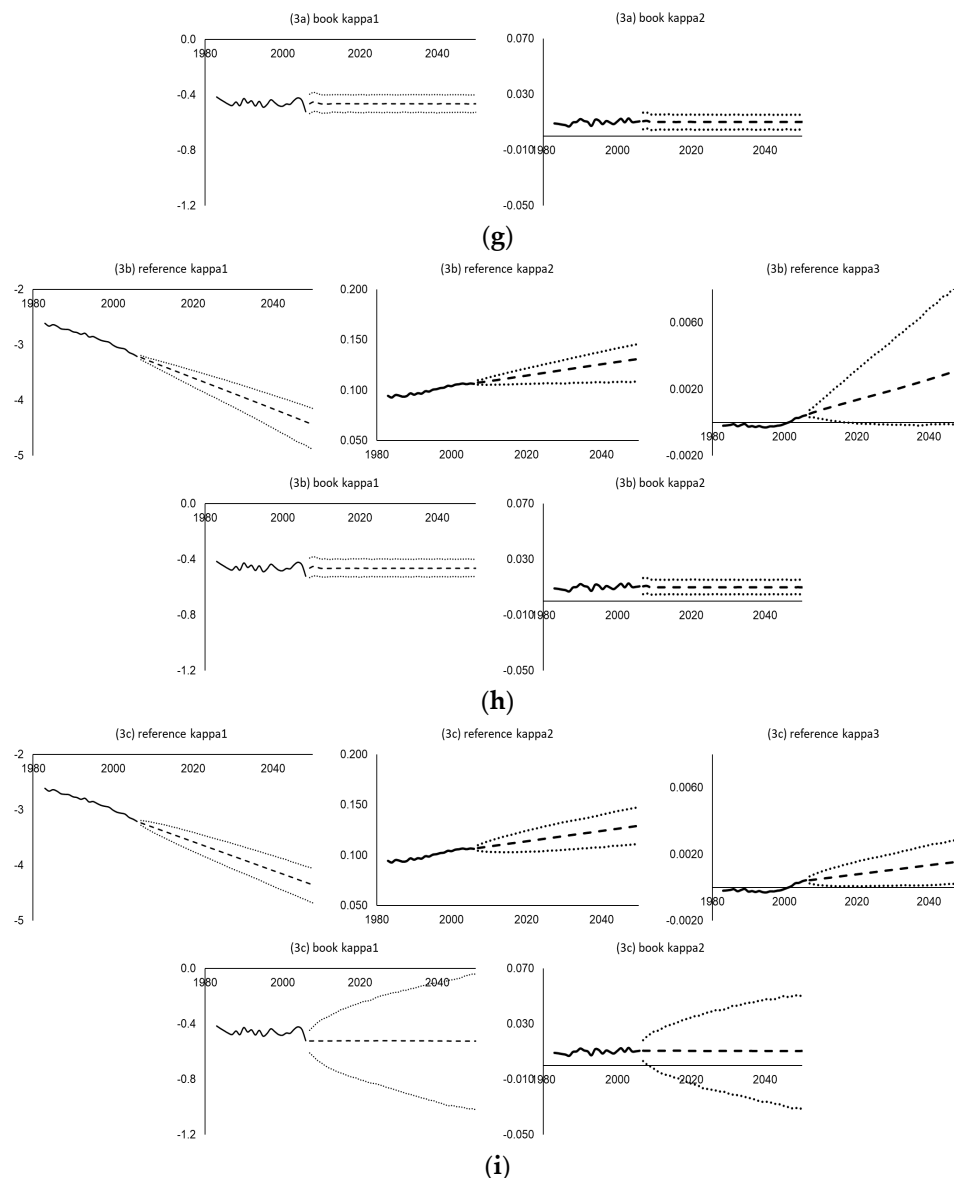 (3a) book kappa1
(3a) book kappa2
0.0
1980 2000 2020 2040
-0.4
-0.8
-1.2
0.070
0.030
-0.010
1980 2000 2020 2040
-0.050
(g)
(3b) reference kappa1
(3b) reference kappa2
(3b) reference kappa3
-2
1980 2000 2020 2040
-3
-4
-5
0.200
0.150
0.100
0.050
1980 2000 2020 2040
0.0060
0.0020
-0.0020
1980 2000 2020 2040
(3b) book kappa1
(3b) book kappa2
0.0
1980 2000 2020 2040
-0.4
-0.8
-1.2
0.070
0.030
-0.010
1980 2000 2020 2040
-0.050
(h)
(3c) reference kappa1
(3c) reference kappa2
(3c) reference kappa3
-2
1980 2000 2020 2040
-3
-4
-5
0.200
0.150
0.100
0.050
1980 2000 2020 2040
0.0060
0.0020
-0.0020
1980 2000 2020 2040
(3c) book kappa1
(3c) book kappa2
0.0
1980 2000 2020 2040
-0.4
-0.8
-1.2
0.070
0.030
-0.010
1980 2000 2020 2040
-0.050
(i)